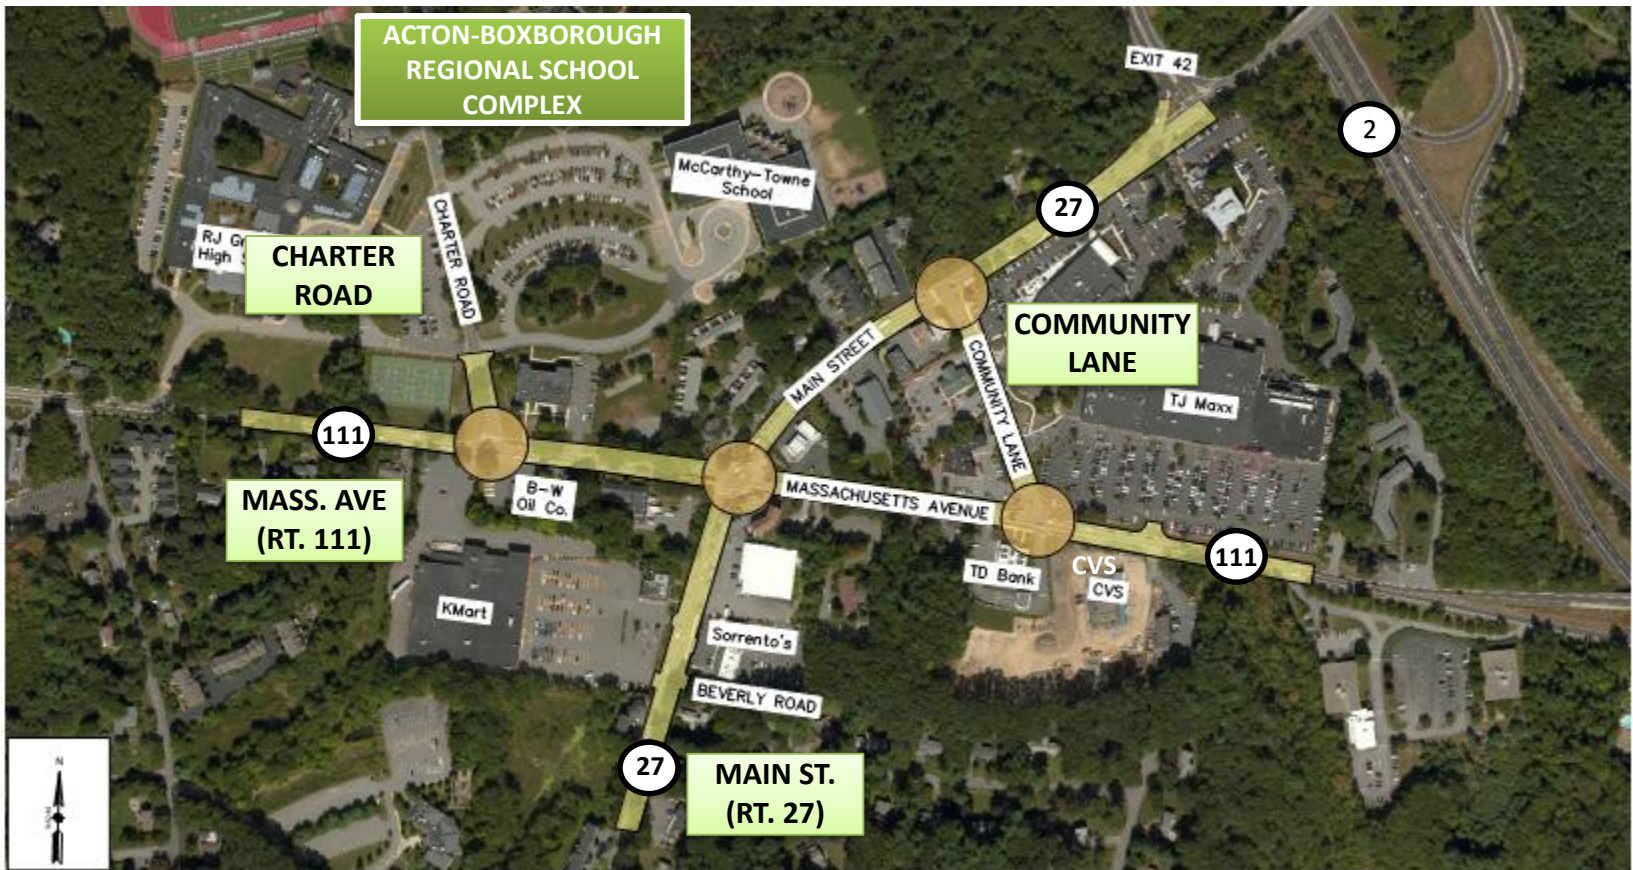 ACTON-BOXBOROUGH
REGIONAL SCHOOL
COMPLEX
EXIT 42
2
McCarthy-Towne
School
27
CHARTER ROAD
RJ G
High
CHARTER
ROAD
COMMUNITY
LANE
MAIN STREET
COMMUNITY LANE
TJ Maxx
111
MASS. AVE
(RT. 111)
B-W
Oil Co.
MASSACHUSETTS AVENUE
TD Bank
CVS
CVS
111
KMart
Sorrento's
BEVERLY ROAD
27
MAIN ST.
(RT. 27)
N